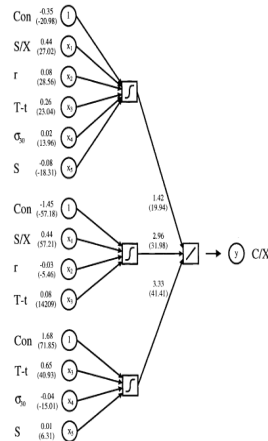 Con -0.35 (-20.98) 1
S/X 0.44 (27.02) x₁
r 0.08 (28.56) x₂
T-t 0.26 (23.04) x₃
σ₃₀ 0.02 (13.96) x₄
S -0.08 (-18.31) x₅
1.42 (19.94)
Con -1.45 (-57.18) 1
S/X 0.44 (57.21) x₁
r -0.03 (-5.46) x₂
T-t 0.08 (14209) x₃
2.96 (31.98)
y C/X
3.33 (41.41)
Con 1.68 (71.85) 1
T-t 0.65 (40.93) x₃
σ₃₀ -0.04 (-15.01) x₄
S 0.01 (6.31) x₅